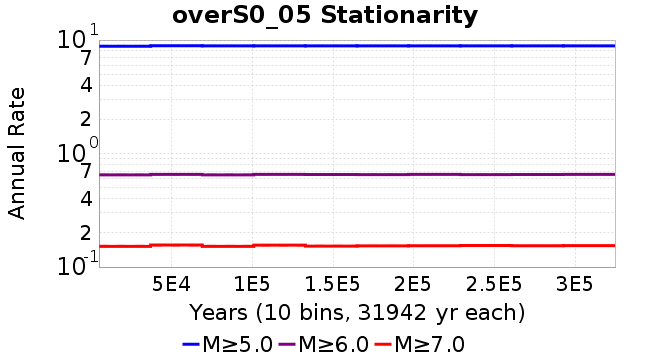 overS0_05 Stationarity
Annual Rate
10^1
7
4
2
10^0
7
4
2
10^-1
5E4 1E5 1.5E5 2E5 2.5E5 3E5
Years (10 bins, 31942 yr each)
M≥5.0 M≥6.0 M≥7.0